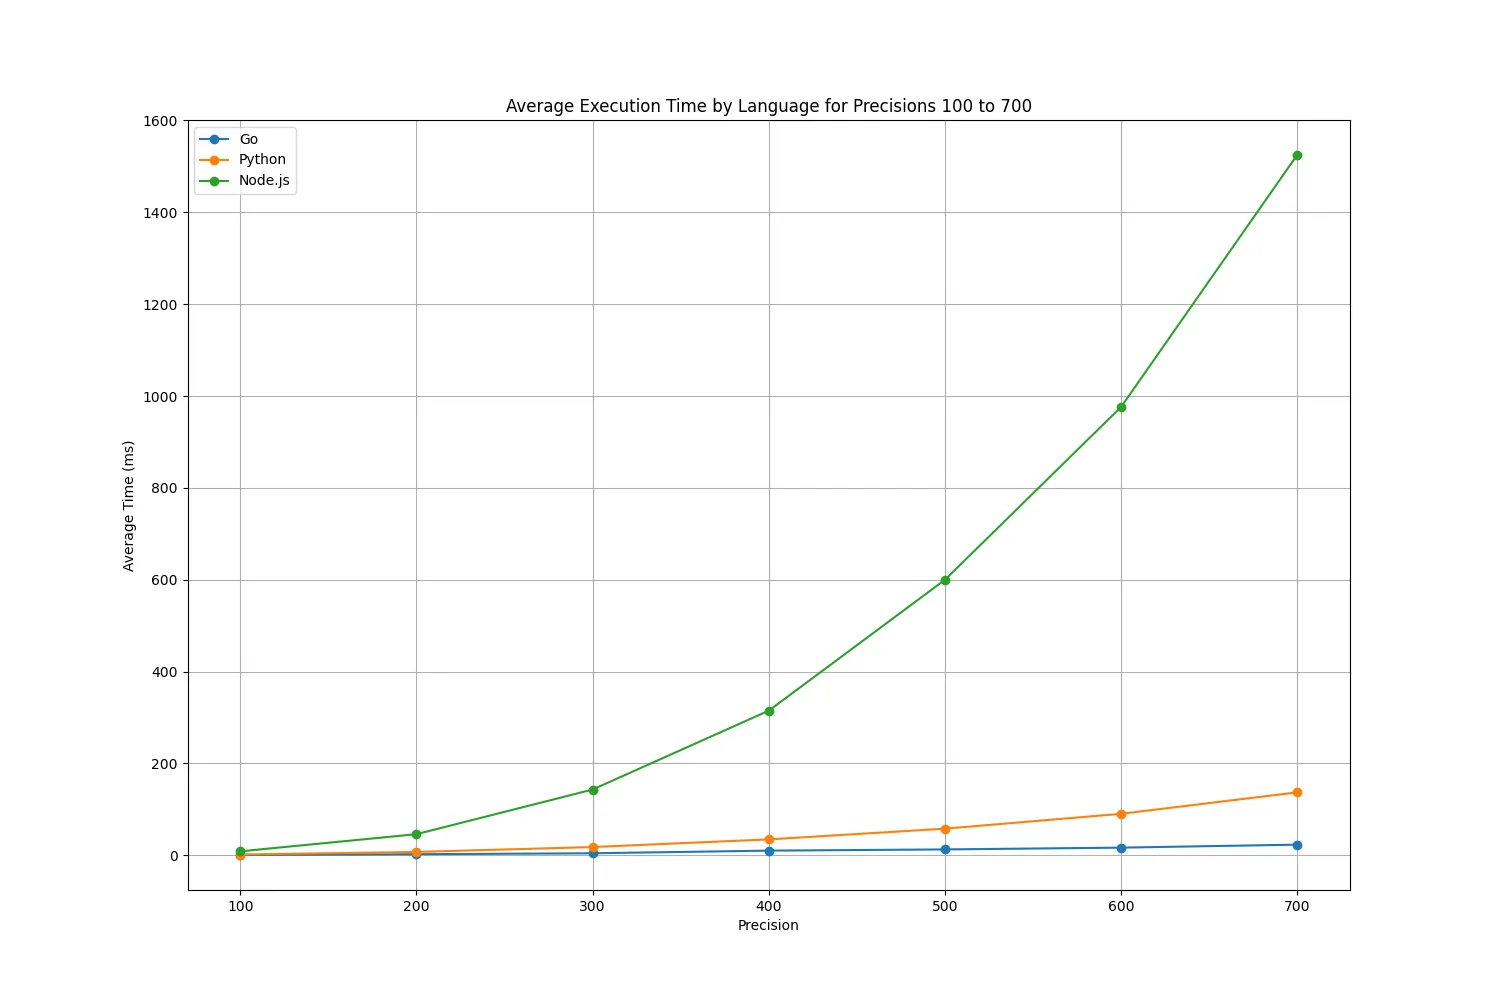 Average Execution Time by Language for Precisions 100 to 700
1600
1400
1200
1000
800
600
400
200
0
Average Time (ms)
Go
Python
Node.js
100 200 300 400 500 600 700
Precision